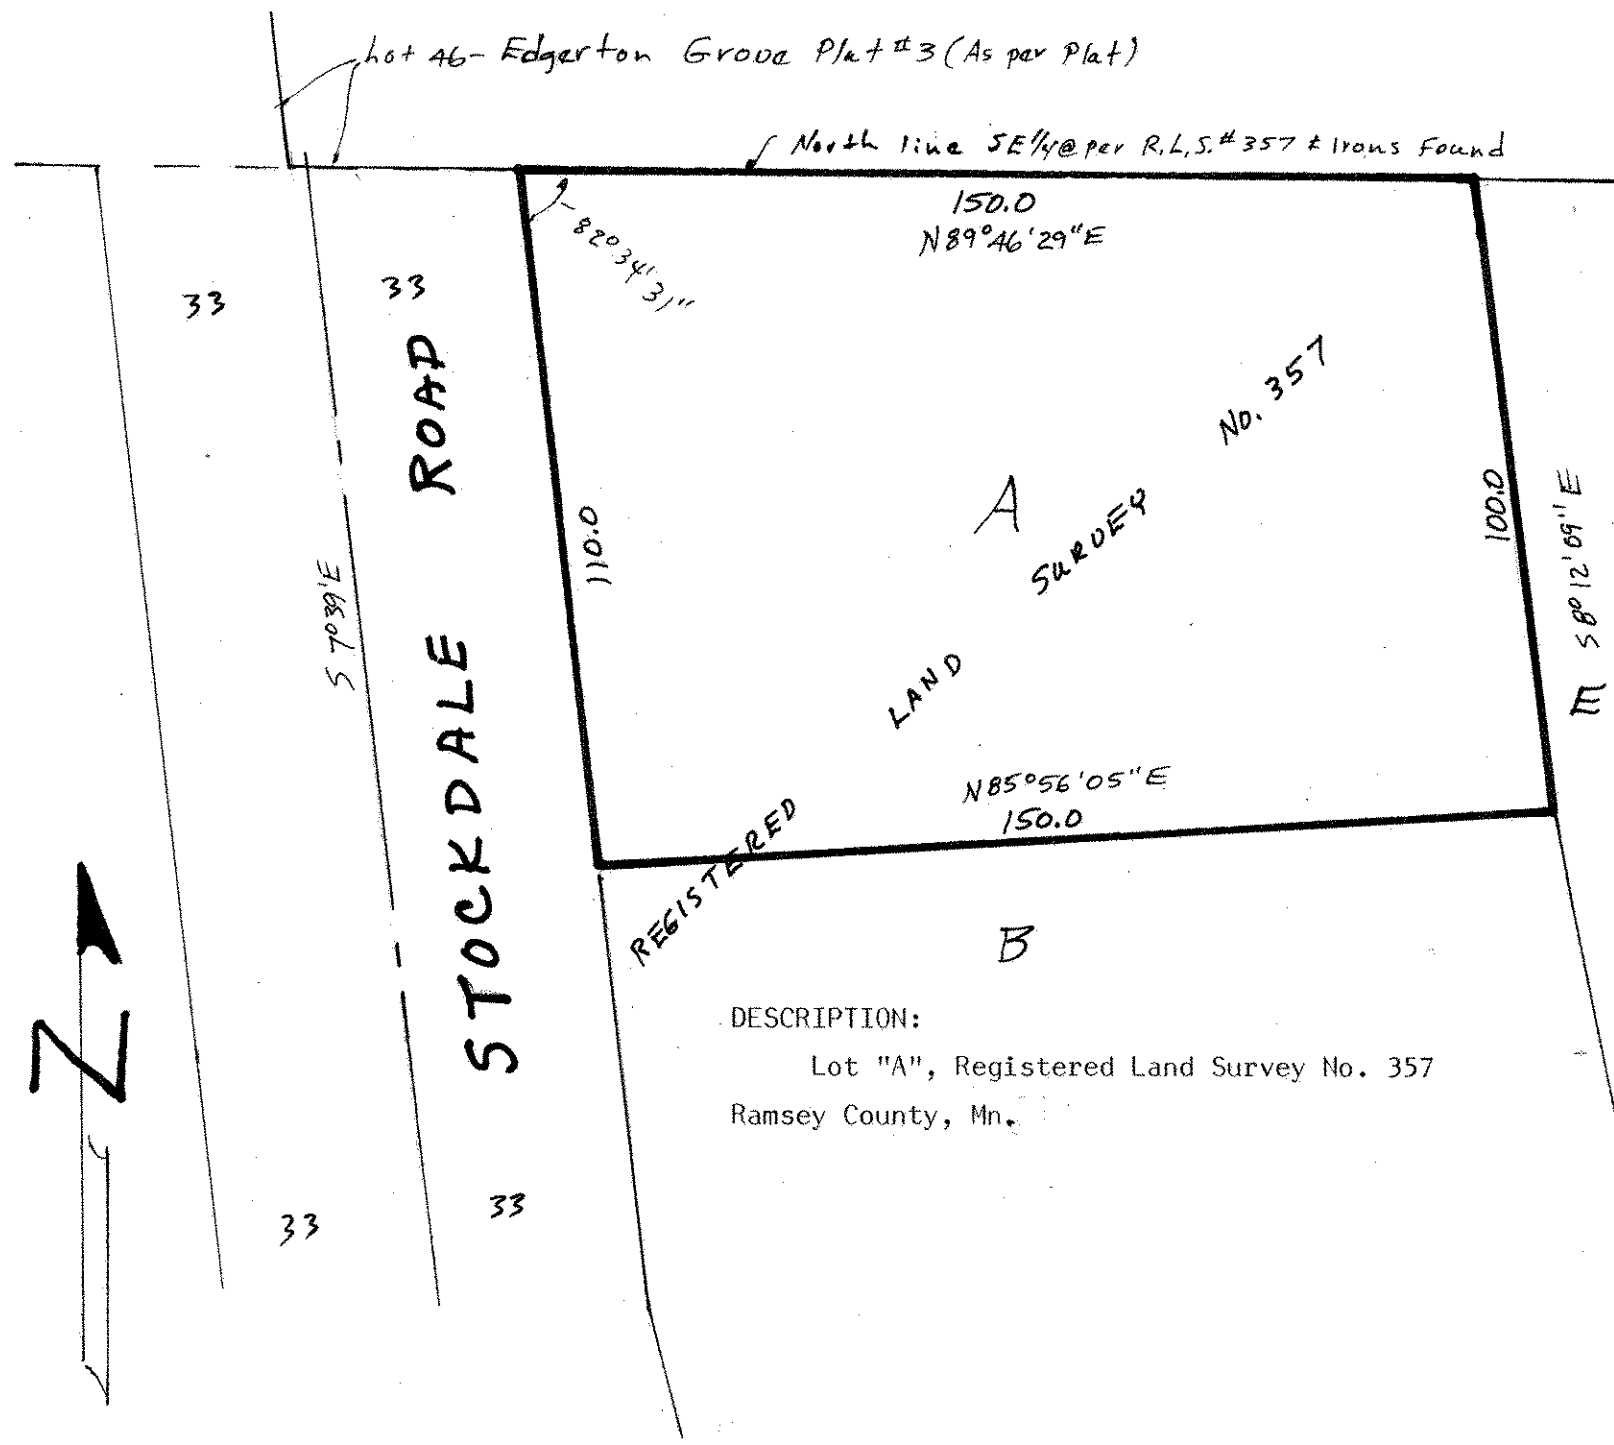 Lot 46- Edgerton Grove Plat #3 (As per Plat)
North line SE 1/4 @ per R.L.S. #357 & Irons Found
150.0
N89°46'29"E
82°34'31"
33
33
STOCKDALE ROAD
S 7°39'E
110.0
A
100.0
S 8°12'09"E
E
REGISTERED LAND SURVEY No. 357
N85°56'05"E
150.0
B
Z
33
33
DESCRIPTION:
Lot "A", Registered Land Survey No. 357
Ramsey County, Mn.